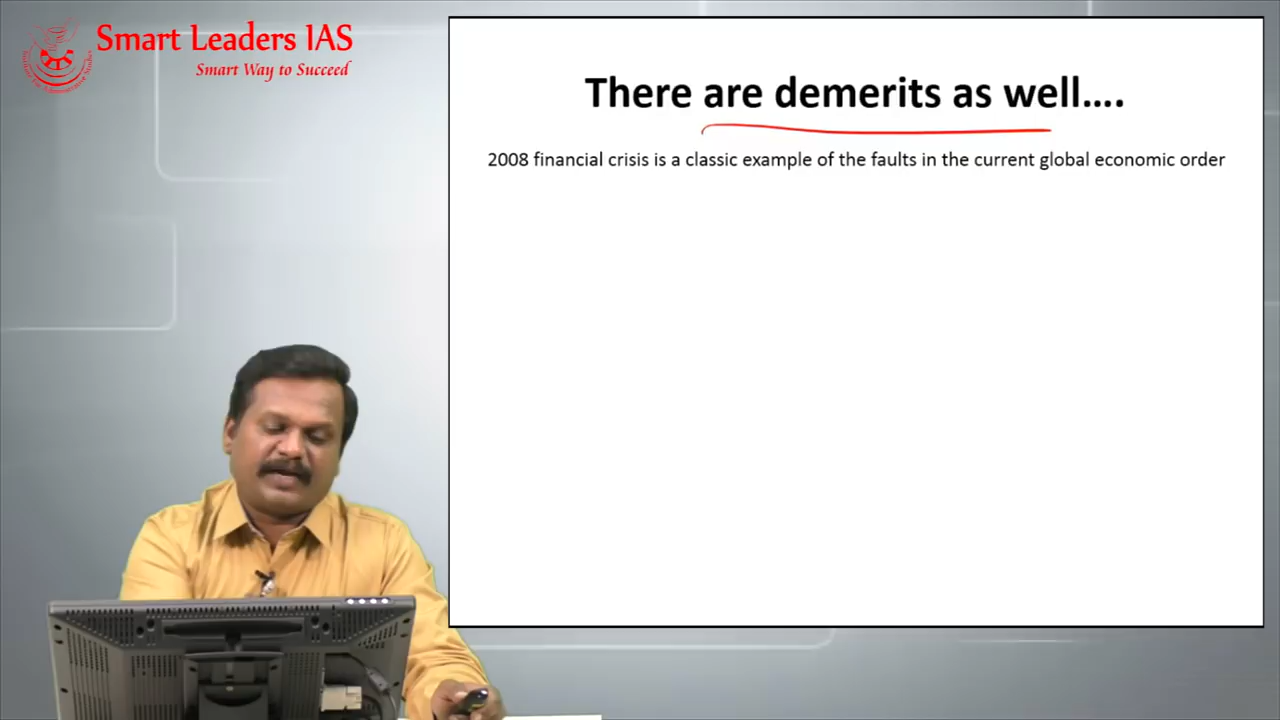 Smart Leaders IAS
Smart Way to Succeed
There are demerits as well….
2008 financial crisis is a classic example of the faults in the current global economic order